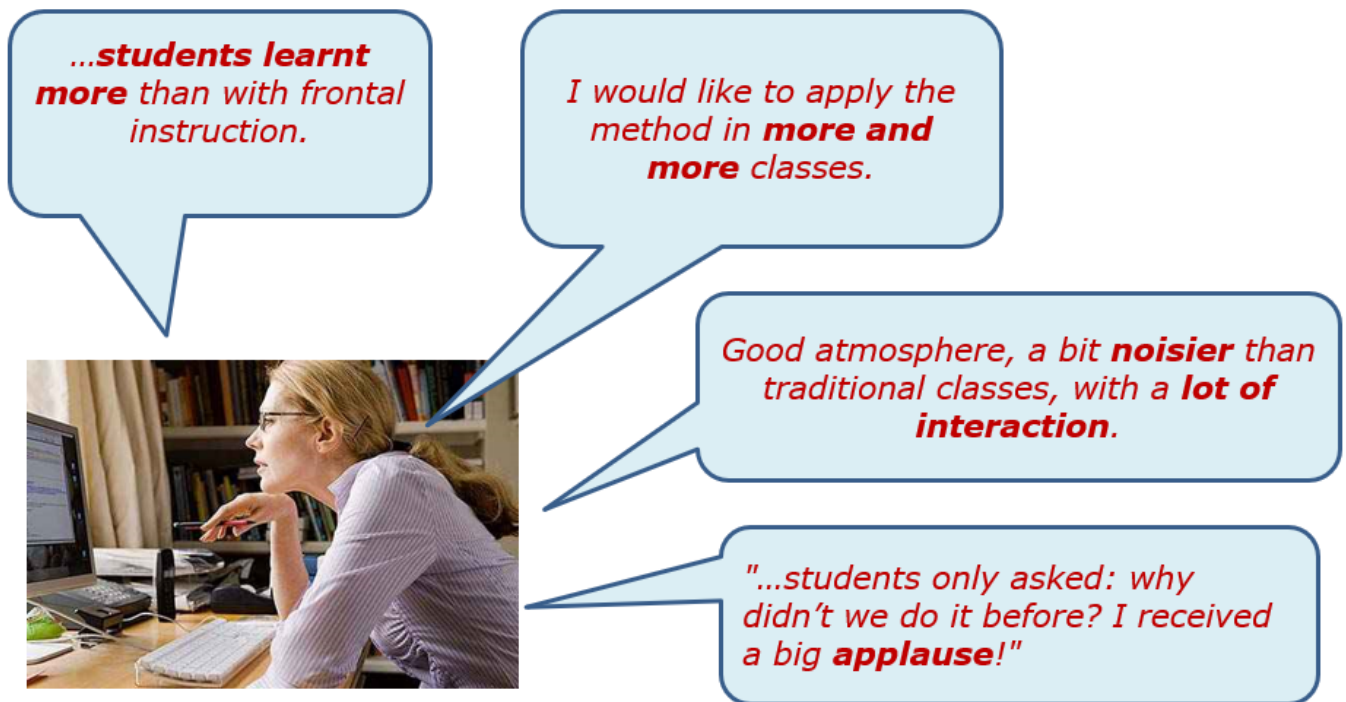 …students learnt
more than with frontal
instruction.
I would like to apply the
method in more and
more classes.
Good atmosphere, a bit noisier than
traditional classes, with a lot of
interaction.
"…students only asked: why
didn’t we do it before? I received
a big applause!"